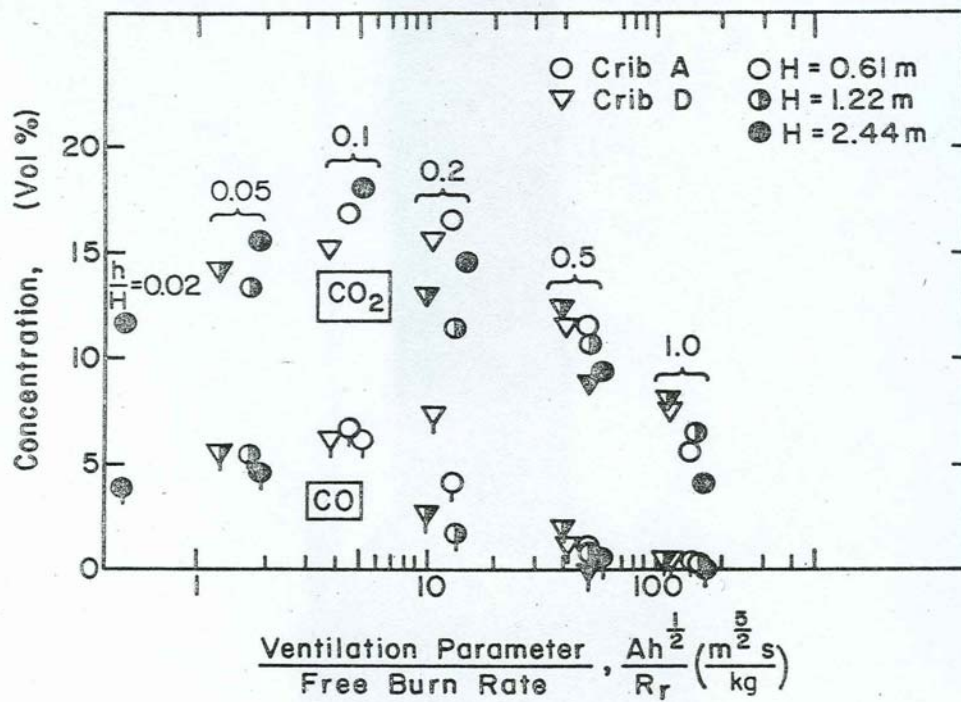 Concentration, (Vol %)
20
15
10
5
0
1
10
100
○ Crib A
▽ Crib D
○ H = 0.61 m
◐ H = 1.22 m
● H = 2.44 m
h/H = 0.02
0.05
0.1
0.2
0.5
1.0
CO₂
CO
Ventilation Parameter / Free Burn Rate, Ah^½ / R_r (m^(5/2) s / kg)